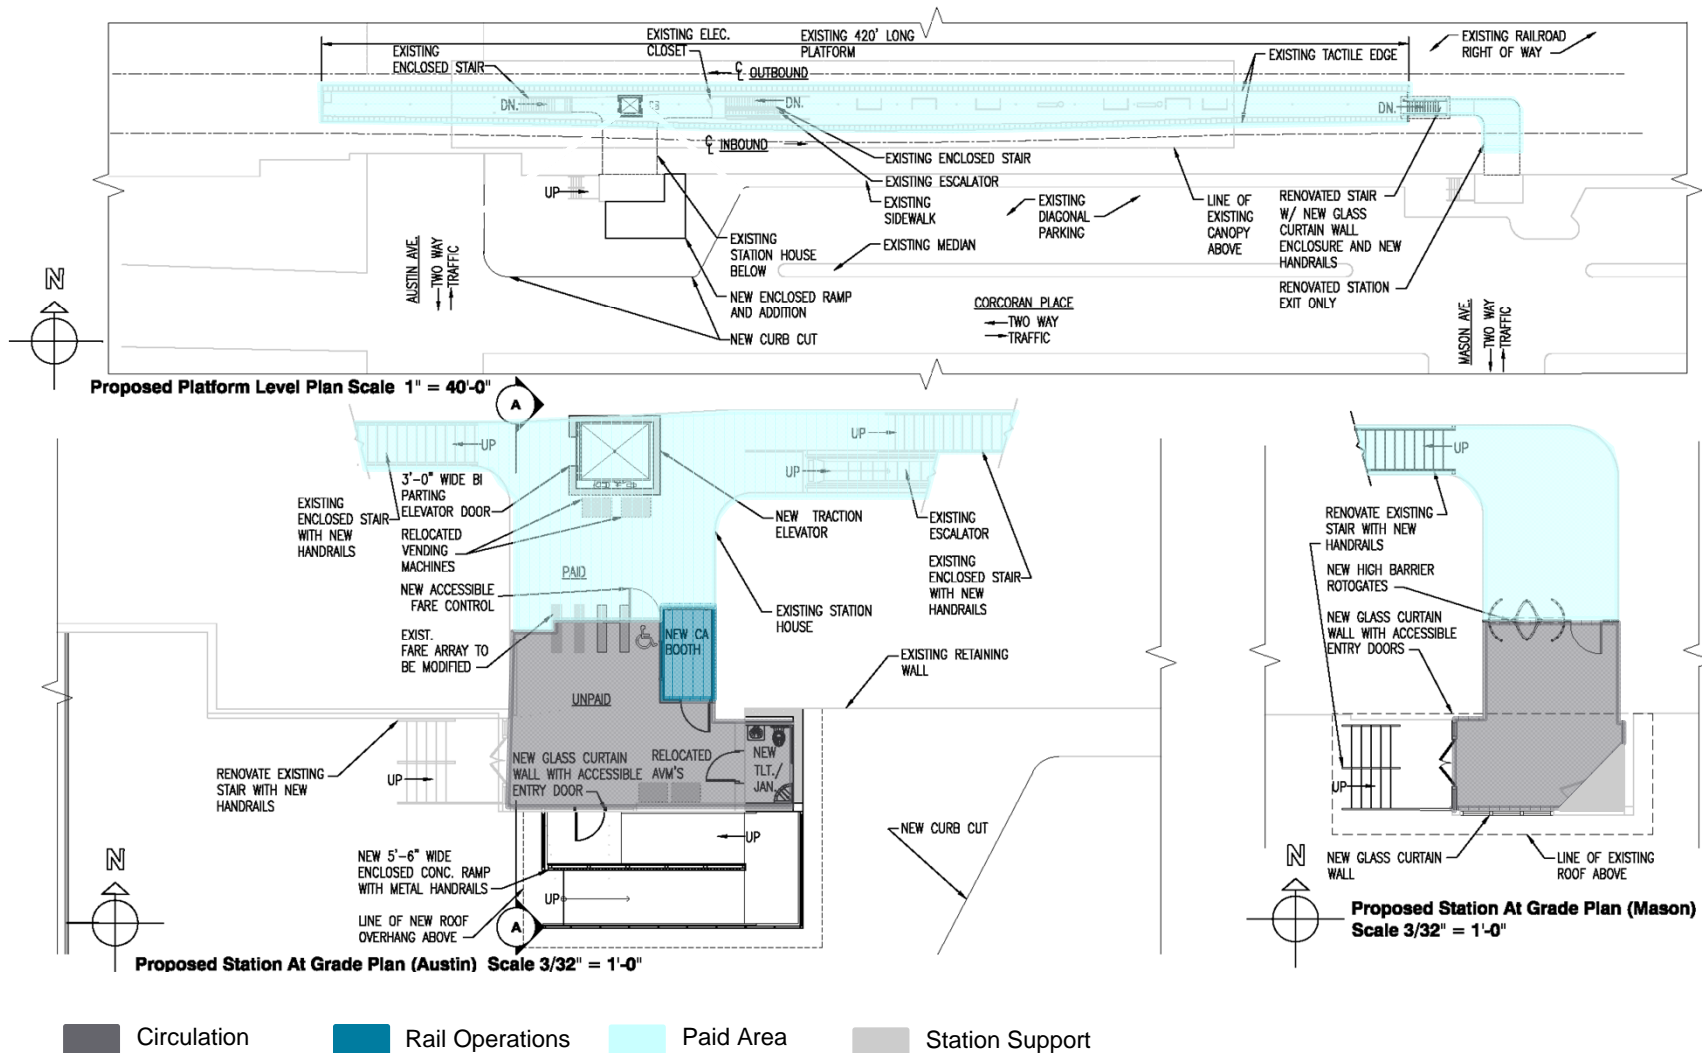 EXISTING ELEC.
CLOSET
EXISTING 420' LONG
PLATFORM
EXISTING RAILROAD
RIGHT OF WAY
EXISTING
ENCLOSED STAIR
EXISTING TACTILE EDGE
OUTBOUND
DN.
DN.
DN.
INBOUND
EXISTING ENCLOSED STAIR
EXISTING ESCALATOR
UP
EXISTING
SIDEWALK
EXISTING
DIAGONAL
PARKING
LINE OF
EXISTING
CANOPY
ABOVE
RENOVATED STAIR
W/ NEW GLASS
CURTAIN WALL
ENCLOSURE AND NEW
HANDRAILS
EXISTING
STATION HOUSE
BELOW
EXISTING MEDIAN
RENOVATED STATION
EXIT ONLY
NEW ENCLOSED RAMP
AND ADDITION
NEW CURB CUT
AUSTIN AVE.
TWO WAY
TRAFFIC
CORCORAN PLACE
TWO WAY
TRAFFIC
MASON AVE.
TWO WAY
TRAFFIC
N
Proposed Platform Level Plan Scale 1" = 40'-0"
A
UP
UP
UP
3'-0" WIDE BI
PARTING
ELEVATOR DOOR
EXISTING
ENCLOSED STAIR
WITH NEW
HANDRAILS
RELOCATED
VENDING
MACHINES
NEW TRACTION
ELEVATOR
EXISTING
ESCALATOR
EXISTING
ENCLOSED STAIR
WITH NEW
HANDRAILS
PAID
NEW ACCESSIBLE
FARE CONTROL
EXISTING STATION
HOUSE
EXIST.
FARE ARRAY TO
BE MODIFIED
NEW CA
BOOTH
EXISTING RETAINING
WALL
UNPAID
RENOVATE EXISTING
STAIR WITH NEW
HANDRAILS
UP
NEW GLASS CURTAIN
WALL WITH ACCESSIBLE
ENTRY DOOR
RELOCATED
AVM'S
NEW
TLT./
JAN.
UP
NEW CURB CUT
NEW 5'-6" WIDE
ENCLOSED CONC. RAMP
WITH METAL HANDRAILS
UP
LINE OF NEW ROOF
OVERHANG ABOVE
A
N
Proposed Station At Grade Plan (Austin) Scale 3/32" = 1'-0"
UP
RENOVATE EXISTING
STAIR WITH NEW
HANDRAILS
NEW HIGH BARRIER
ROTOGATES
NEW GLASS CURTAIN
WALL WITH ACCESSIBLE
ENTRY DOORS
UP
NEW GLASS CURTAIN
WALL
LINE OF EXISTING
ROOF ABOVE
N
Proposed Station At Grade Plan (Mason)
Scale 3/32" = 1'-0"
Circulation
Rail Operations
Paid Area
Station Support